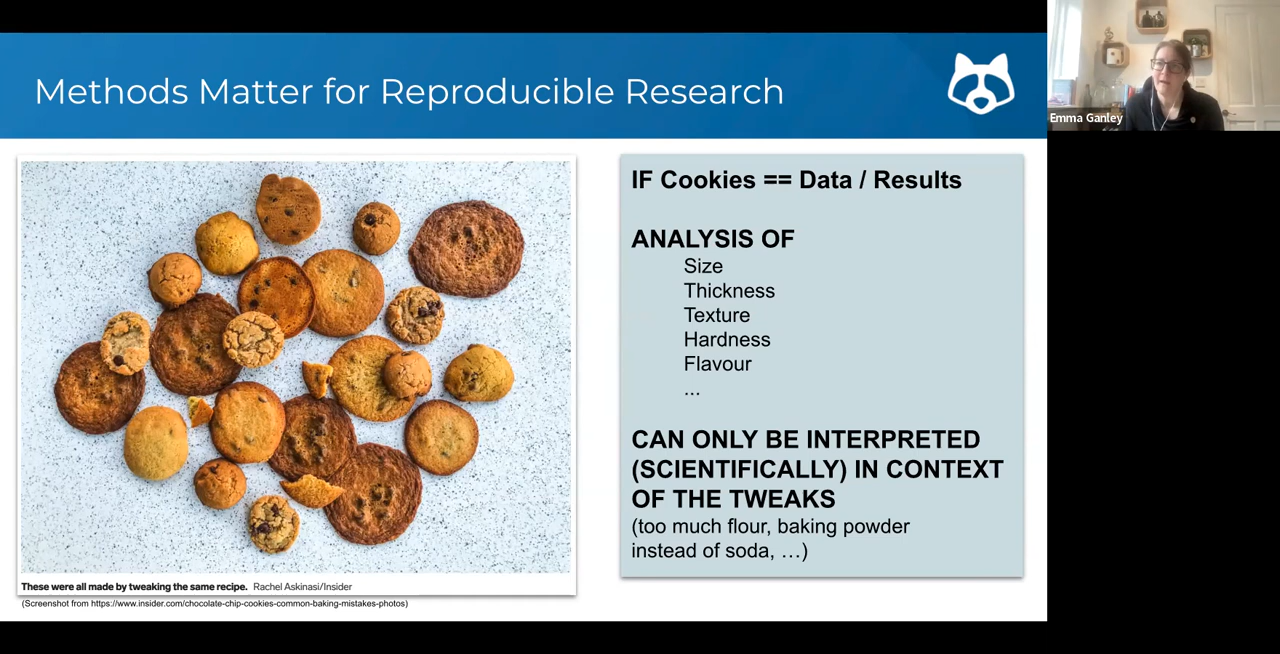 Methods Matter for Reproducible Research
Emma Ganley
IF Cookies == Data / Results
ANALYSIS OF
Size
Thickness
Texture
Hardness
Flavour
...
CAN ONLY BE INTERPRETED
(SCIENTIFICALLY) IN CONTEXT
OF THE TWEAKS
(too much flour, baking powder
instead of soda, …)
These were all made by tweaking the same recipe. Rachel Askinasi/Insider
(Screenshot from https://www.insider.com/chocolate-chip-cookies-common-baking-mistakes-photos)